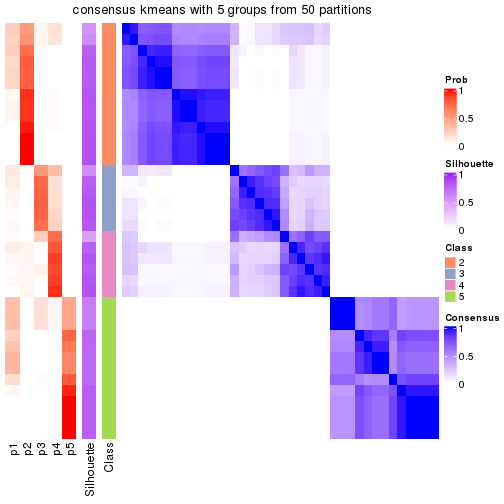 consensus kmeans with 5 groups from 50 partitions
Prob
1
0.5
0
Silhouette
1
0.5
0
Class
2
3
4
5
Consensus
1
0.5
0
p1
p2
p3
p4
p5
Silhouette
Class